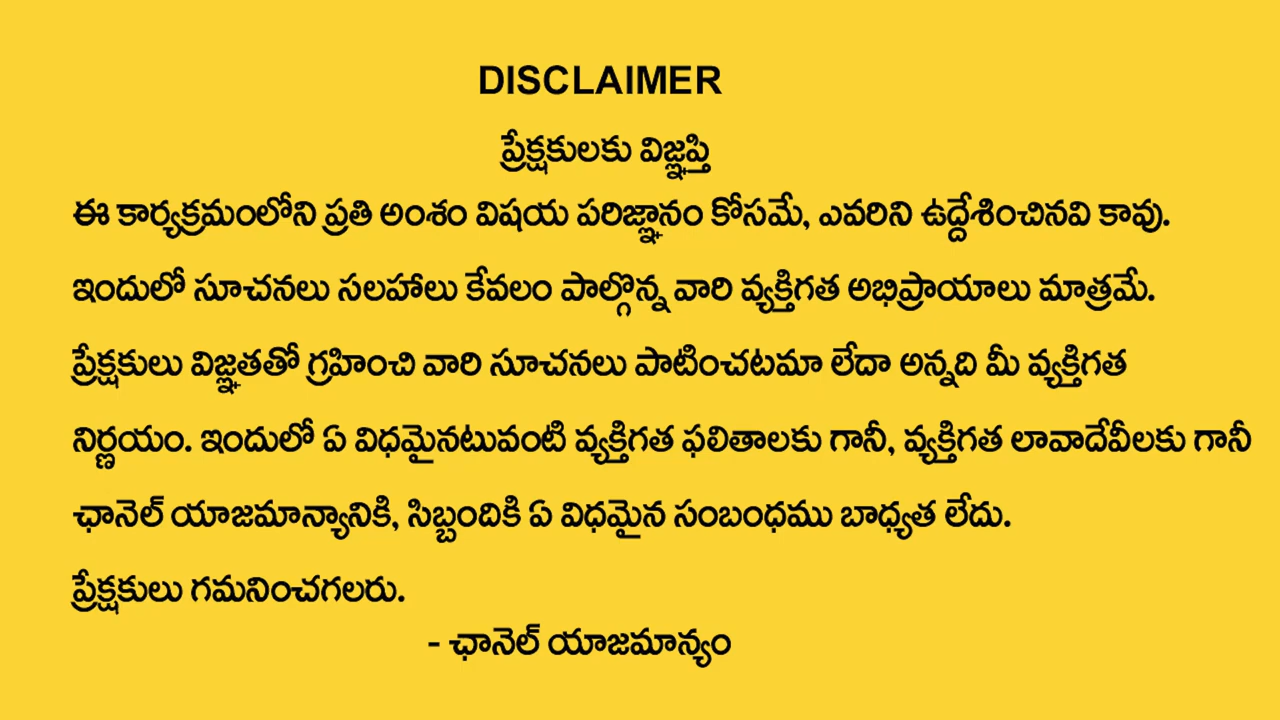 DISCLAIMER
ప్రేక్షకులకు విజ్ఞప్తి
ఈ కార్యక్రమంలోని ప్రతి అంశం విషయ పరిజ్ఞానం కోసమే, ఎవరిని ఉద్దేశించినవి కావు.
ఇందులో సూచనలు సలహాలు కేవలం పాల్గొన్న వారి వ్యక్తిగత అభిప్రాయాలు మాత్రమే.
ప్రేక్షకులు విజ్ఞతతో గ్రహించి వారి సూచనలు పాటించటమా లేదా అన్నది మీ వ్యక్తిగత
నిర్ణయం. ఇందులో ఏ విధమైనటువంటి వ్యక్తిగత ఫలితాలకు గానీ, వ్యక్తిగత లావాదేవీలకు గానీ
ఛానెల్ యాజమాన్యానికి, సిబ్బందికి ఏ విధమైన సంబంధము బాధ్యత లేదు.
ప్రేక్షకులు గమనించగలరు.
- ఛానెల్ యాజమాన్యం